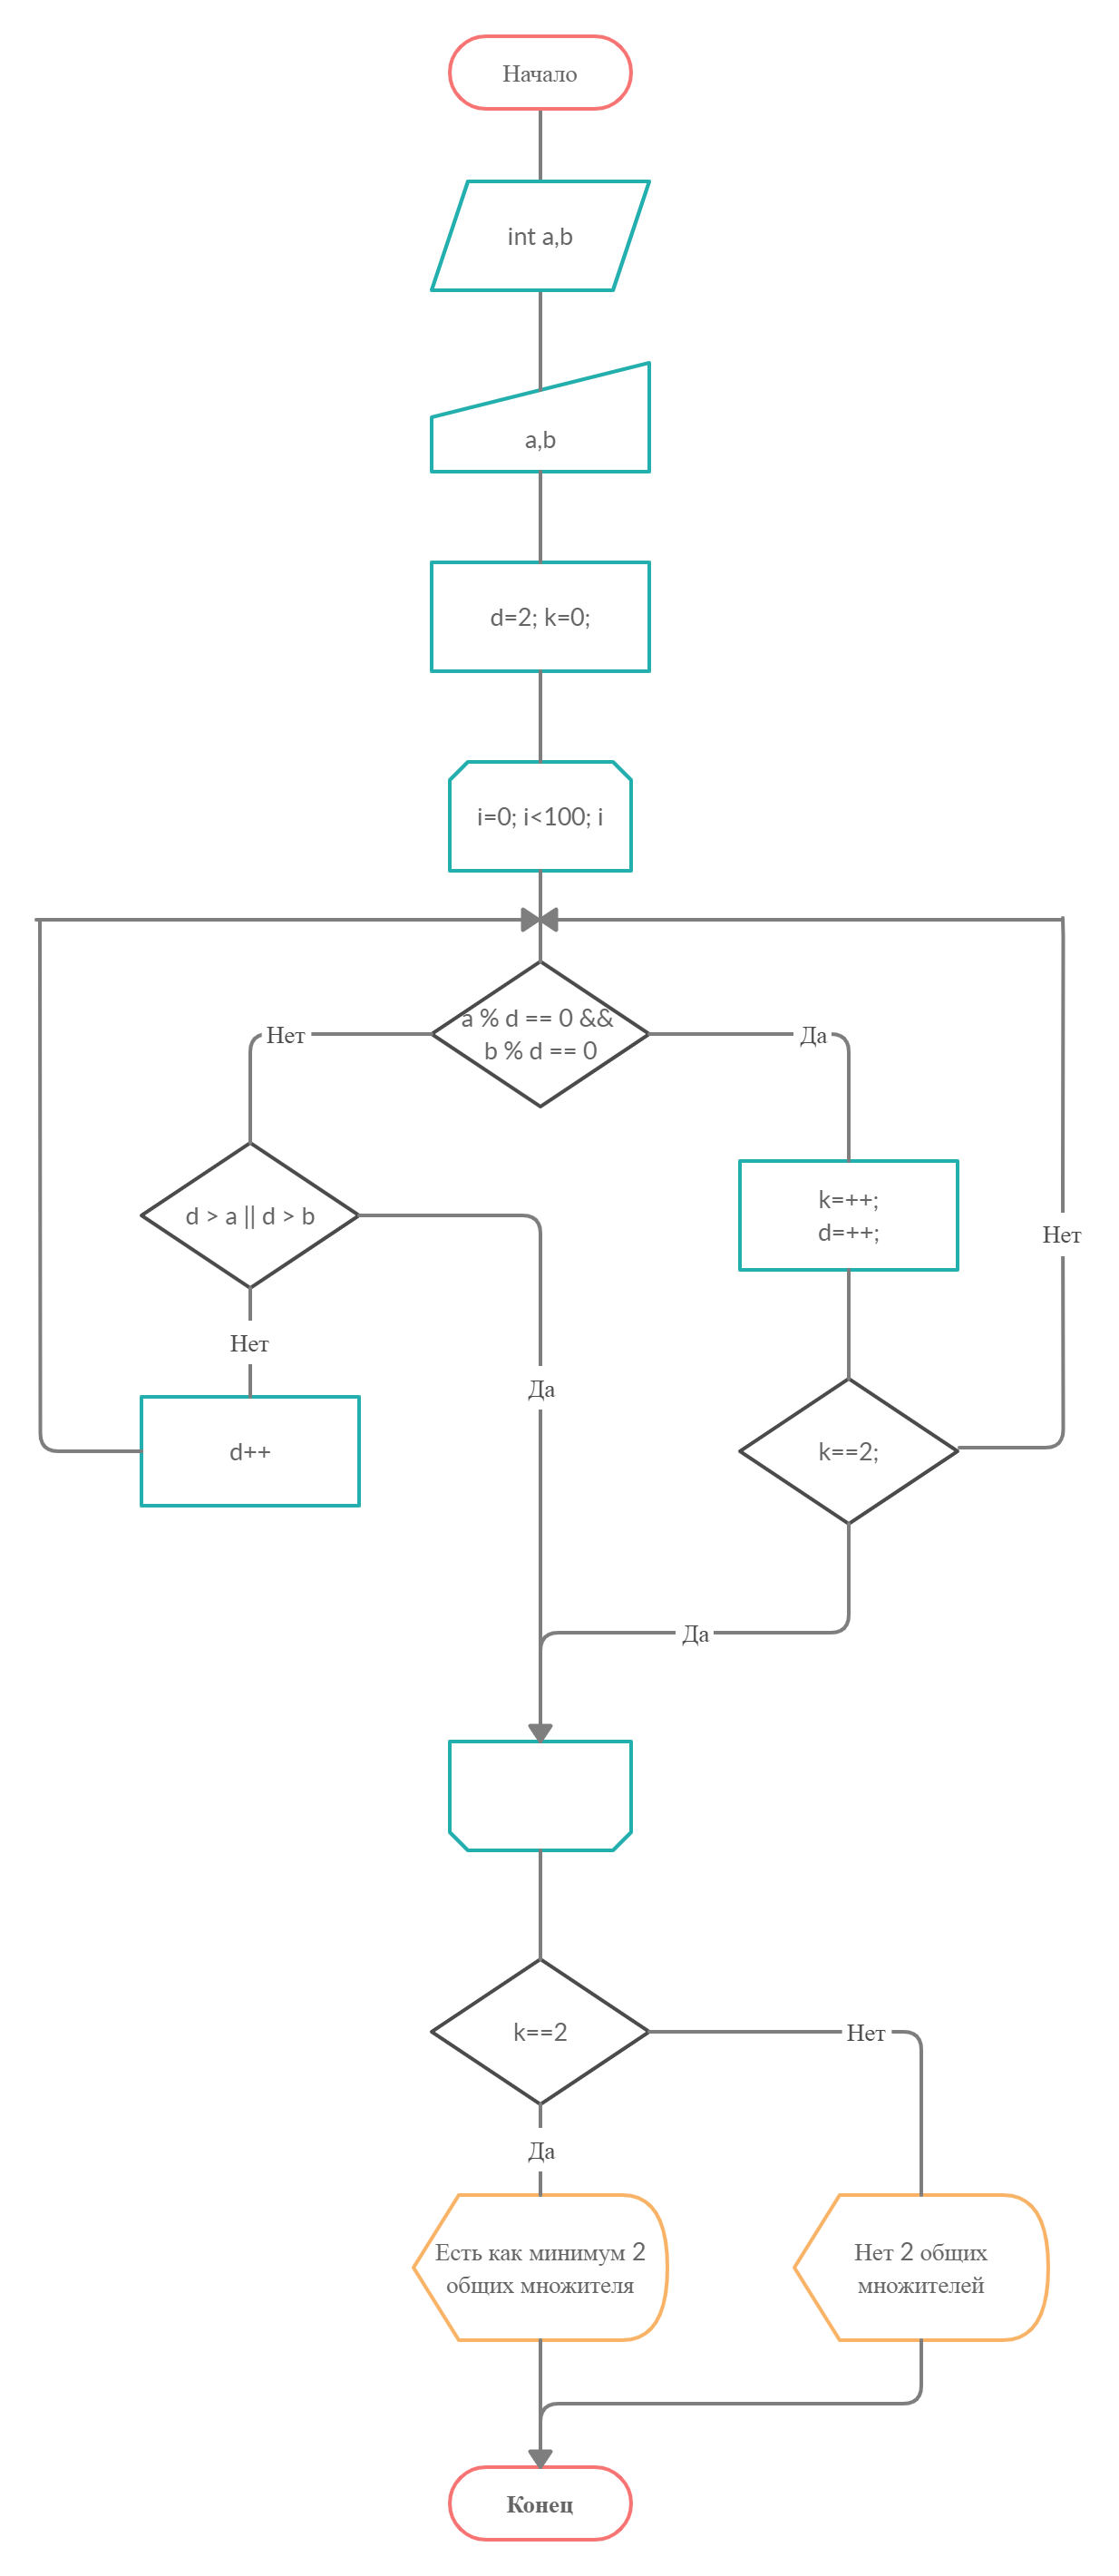 Начало
int a,b
a,b
d=2; k=0;
i=0; i<100; i
a % d == 0 &&
b % d == 0
Нет
Да
d > a || d > b
k=++;
d=++;
Нет
Нет
Да
d++
k==2;
Да
k==2
Нет
Да
Есть как минимум 2
общих множителя
Нет 2 общих
множителей
Конец